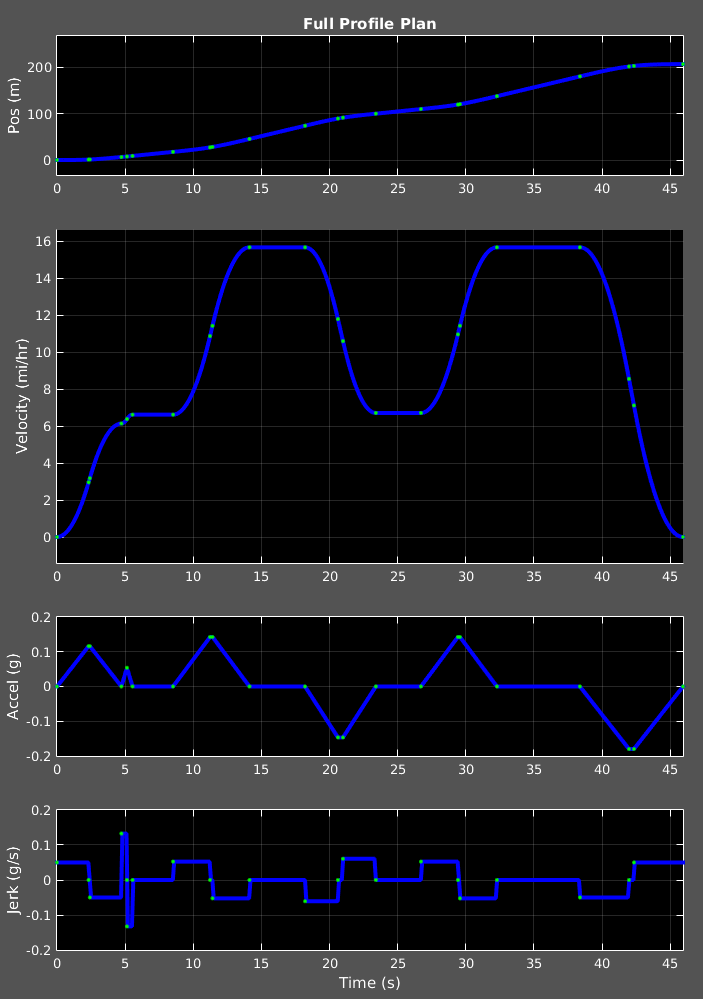 Full Profile Plan
200
100
0
Pos (m)
0 5 10 15 20 25 30 35 40 45
16
14
12
10
8
6
4
2
0
Velocity (mi/hr)
0 5 10 15 20 25 30 35 40 45
0.2
0.1
0
-0.1
-0.2
Accel (g)
0 5 10 15 20 25 30 35 40 45
0.2
0.1
0
-0.1
-0.2
Jerk (g/s)
0 5 10 15 20 25 30 35 40 45
Time (s)